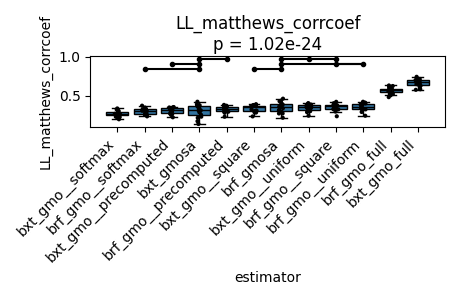 LL_matthews_corrcoef
p = 1.02e-24
LL_matthews_corrcoef
1.0
0.5
bxt_gmo__softmax
brf_gmo__softmax
bxt_gmo__precomputed
bxt_gmosa
brf_gmo__precomputed
bxt_gmo__square
brf_gmosa
bxt_gmo__uniform
brf_gmo__square
brf_gmo__uniform
brf_gmo_full
bxt_gmo_full
estimator